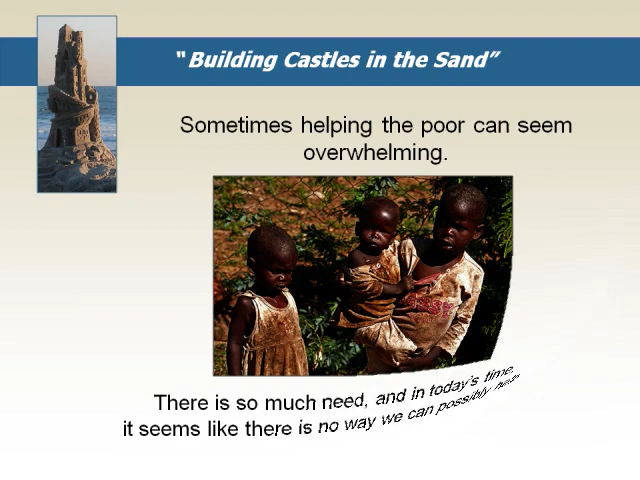 “Building Castles in the Sand”
Sometimes helping the poor can seem
overwhelming.
There is so much need, and in today’s time,
it seems like there is no way we can possibly